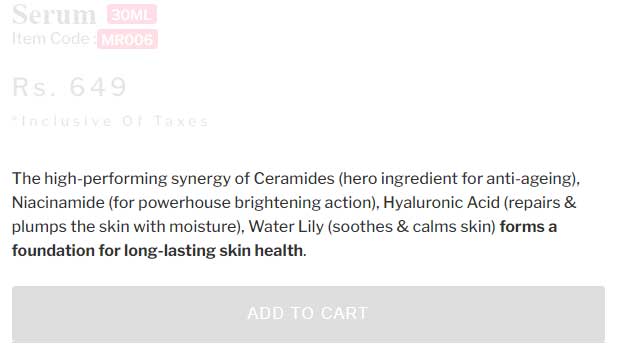 Serum 30ML
Item Code : MR006
Rs. 649
*Inclusive Of Taxes
The high-performing synergy of Ceramides (hero ingredient for anti-ageing),
Niacinamide (for powerhouse brightening action), Hyaluronic Acid (repairs &
plumps the skin with moisture), Water Lily (soothes & calms skin) forms a
foundation for long-lasting skin health.
ADD TO CART